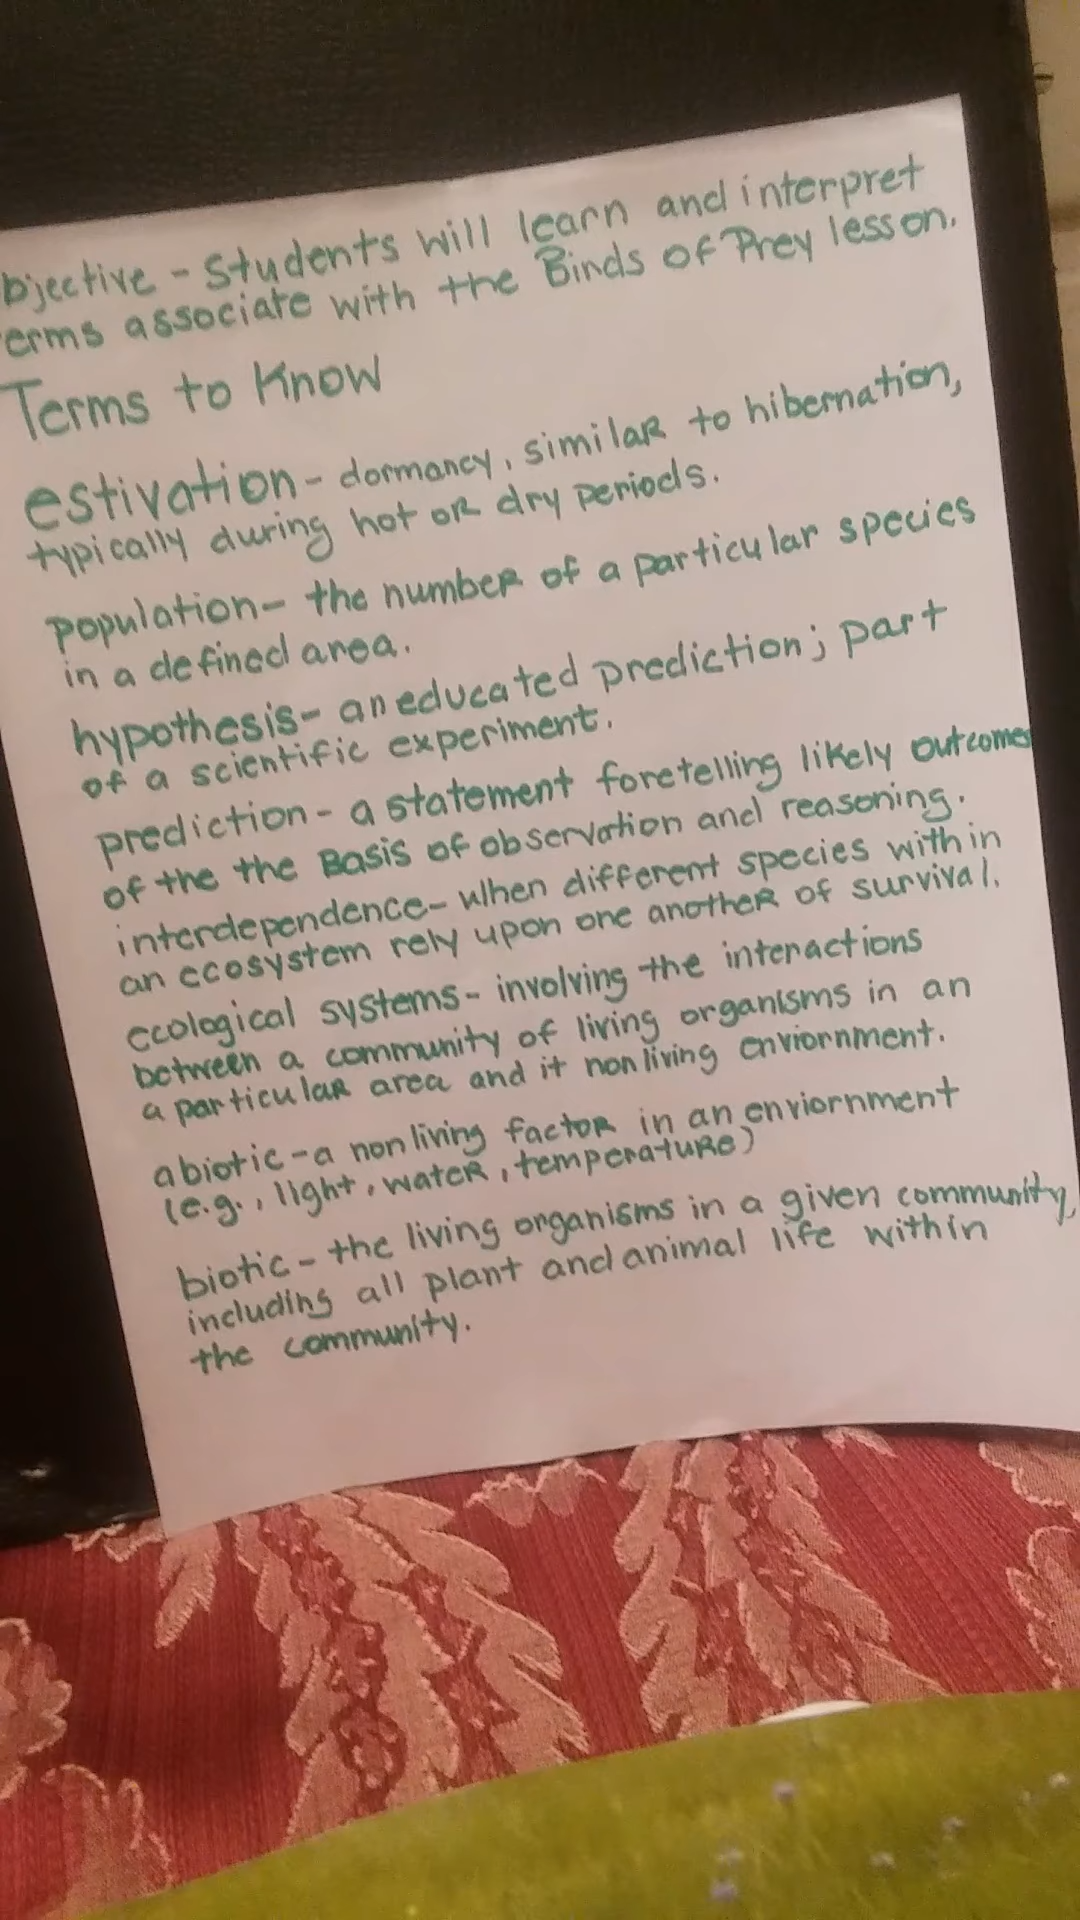 bjective - Students will learn and interpret
erms associate with the Binds of Prey lesson.
Terms to Know
estivation - dormancy, similar to hibernation,
typically during hot or dry periods.
population - the number of a particular species
in a defined area.
hypothesis - an educated prediction; part
of a scientific experiment.
prediction - a statement foretelling likely outcomes
of the the Basis of observation and reasoning.
interdependence - when different species within
an ecosystem rely upon one another of survival.
ecological systems - involving the interactions
between a community of living organisms in an
a particular area and it nonliving enviornment.
abiotic - a nonliving factor in an enviornment
(e.g., light, water, temperature)
biotic - the living organisms in a given community,
including all plant and animal life within
the community.